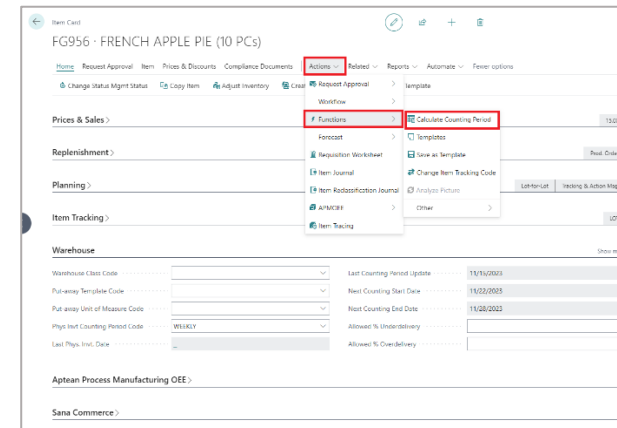 Item Card
FG956 · FRENCH APPLE PIE (10 PCs)
Home Request Approval Item Prices & Discounts Compliance Documents Actions Related Reports Automate Fewer options
Change Status Mgmt Status Copy Item Adjust Inventory Request Approval
Workflow
Functions Calculate Counting Period
Forecast Templates
Requisition Worksheet Save as Template
Item Journal Change Item Tracking Code
Item Reclassification Journal Analyze Picture
APMOEE Other
Item Tracing
Prices & Sales
Replenishment
Planning Lot-for-Lot
Item Tracking
Warehouse
Warehouse Class Code Last Counting Period Update 11/15/2023
Put-away Template Code Next Counting Start Date 11/22/2023
Put-away Unit of Measure Code Next Counting End Date 11/28/2023
Phys Invt Counting Period Code WEEKLY Allowed % Underdelivery
Last Phys. Invt. Date Allowed % Overdelivery
Aptean Process Manufacturing OEE
Sana Commerce